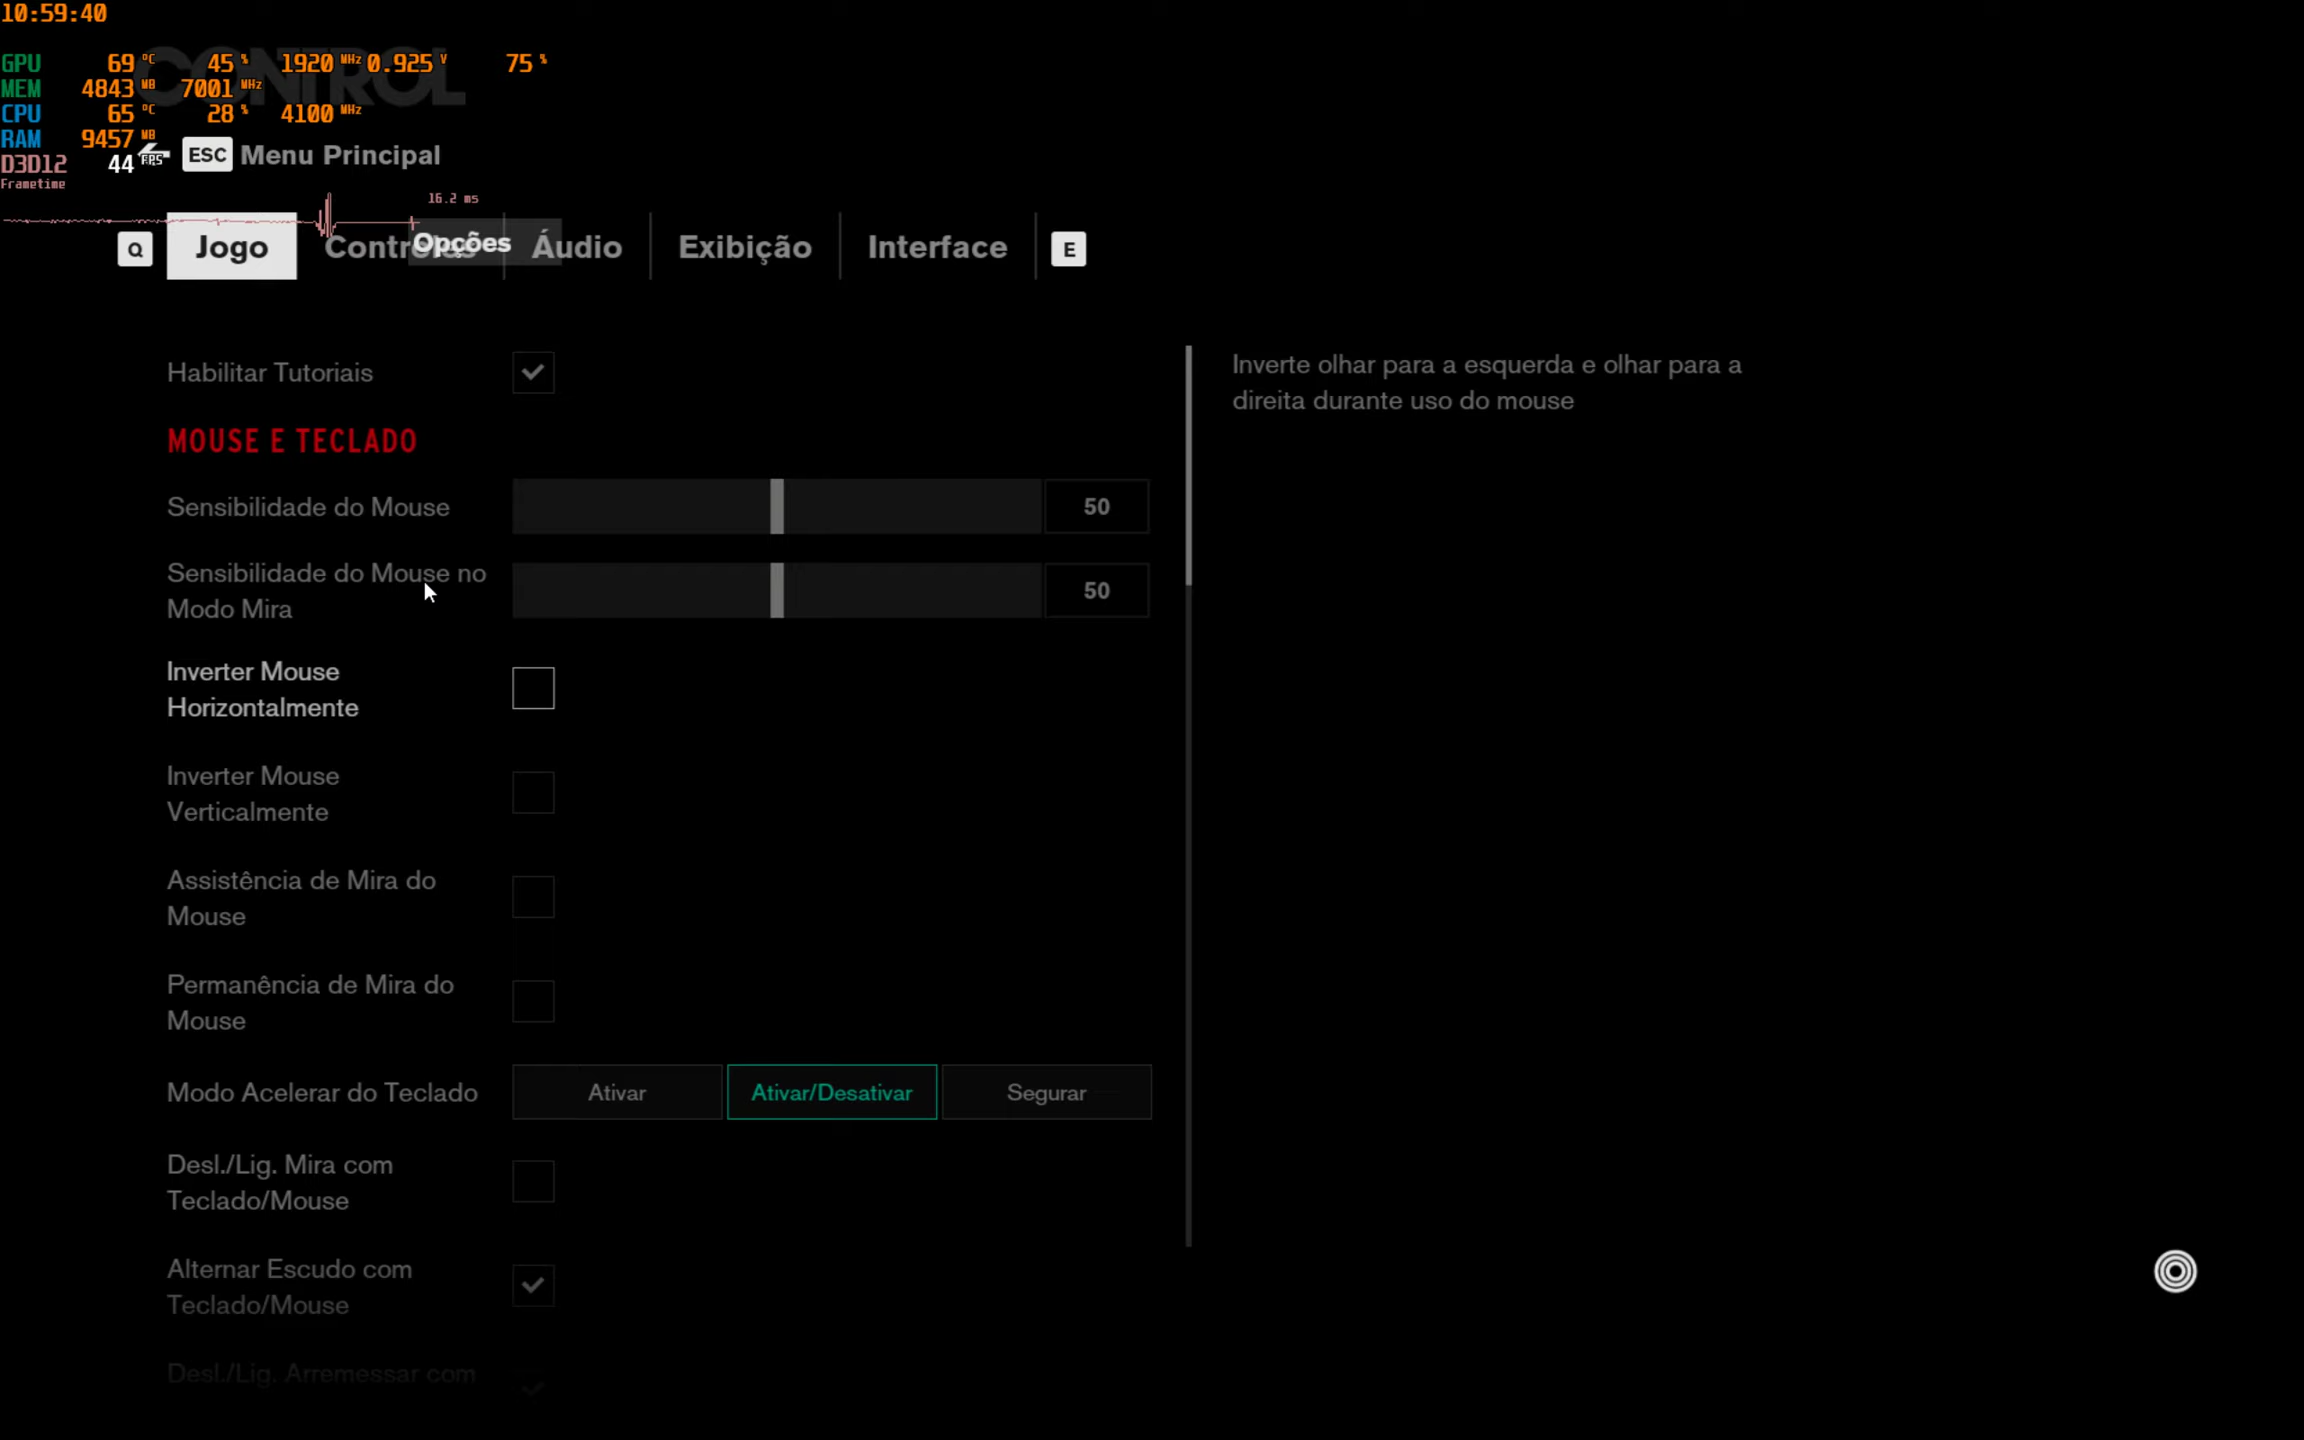 10:59:40
CONTROL
GPU 69 °C 45 % 1920 MHz 0.925 V 75 %
MEM 4843 MB 7001 MHz
CPU 65 °C 28 % 4100 MHz
RAM 9457 MB
D3D12 44 FPS
Frametime
16.2 ms
ESC Menu Principal
Opções
Q Jogo Controles Áudio Exibição Interface E
Habilitar Tutoriais
Inverte olhar para a esquerda e olhar para a
direita durante uso do mouse
MOUSE E TECLADO
Sensibilidade do Mouse 50
Sensibilidade do Mouse no
Modo Mira 50
Inverter Mouse
Horizontalmente
Inverter Mouse
Verticalmente
Assistência de Mira do
Mouse
Permanência de Mira do
Mouse
Modo Acelerar do Teclado Ativar Ativar/Desativar Segurar
Desl./Lig. Mira com
Teclado/Mouse
Alternar Escudo com
Teclado/Mouse
Desl./Lig. Arremessar com